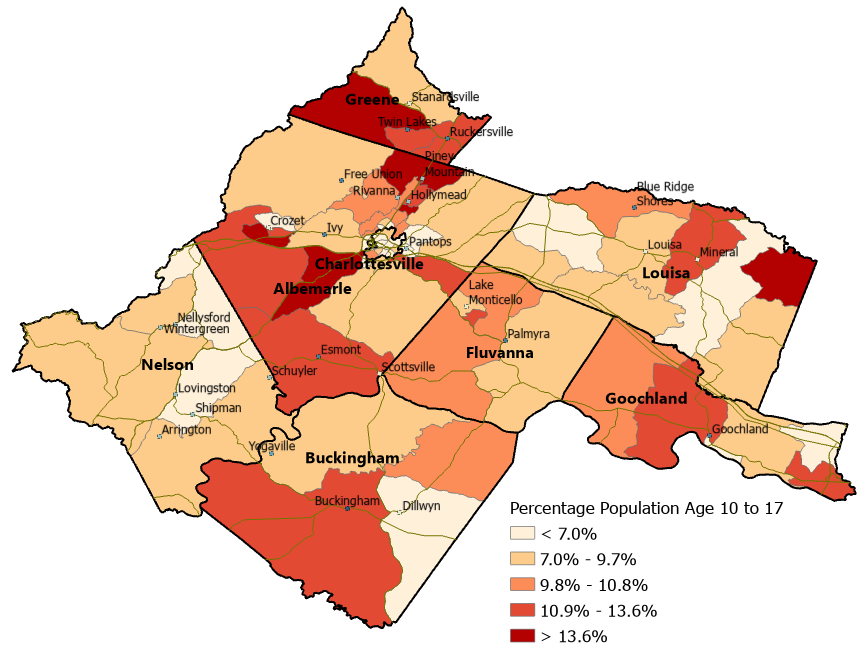 Greene
Stanardsville
Twin Lakes
Ruckersville
Piney
Mountain
Free Union
Rivanna
Hollymead
Blue Ridge
Shores
Crozet
Ivy
Pantops
Louisa
Mineral
Charlottesville
Louisa
Albemarle
Lake
Monticello
Nellysford
Wintergreen
Palmyra
Esmont
Fluvanna
Nelson
Schuyler
Scottsville
Lovingston
Goochland
Shipman
Arrington
Goochland
Yogaville
Buckingham
Buckingham
Dillwyn
Percentage Population Age 10 to 17
< 7.0%
7.0% - 9.7%
9.8% - 10.8%
10.9% - 13.6%
> 13.6%